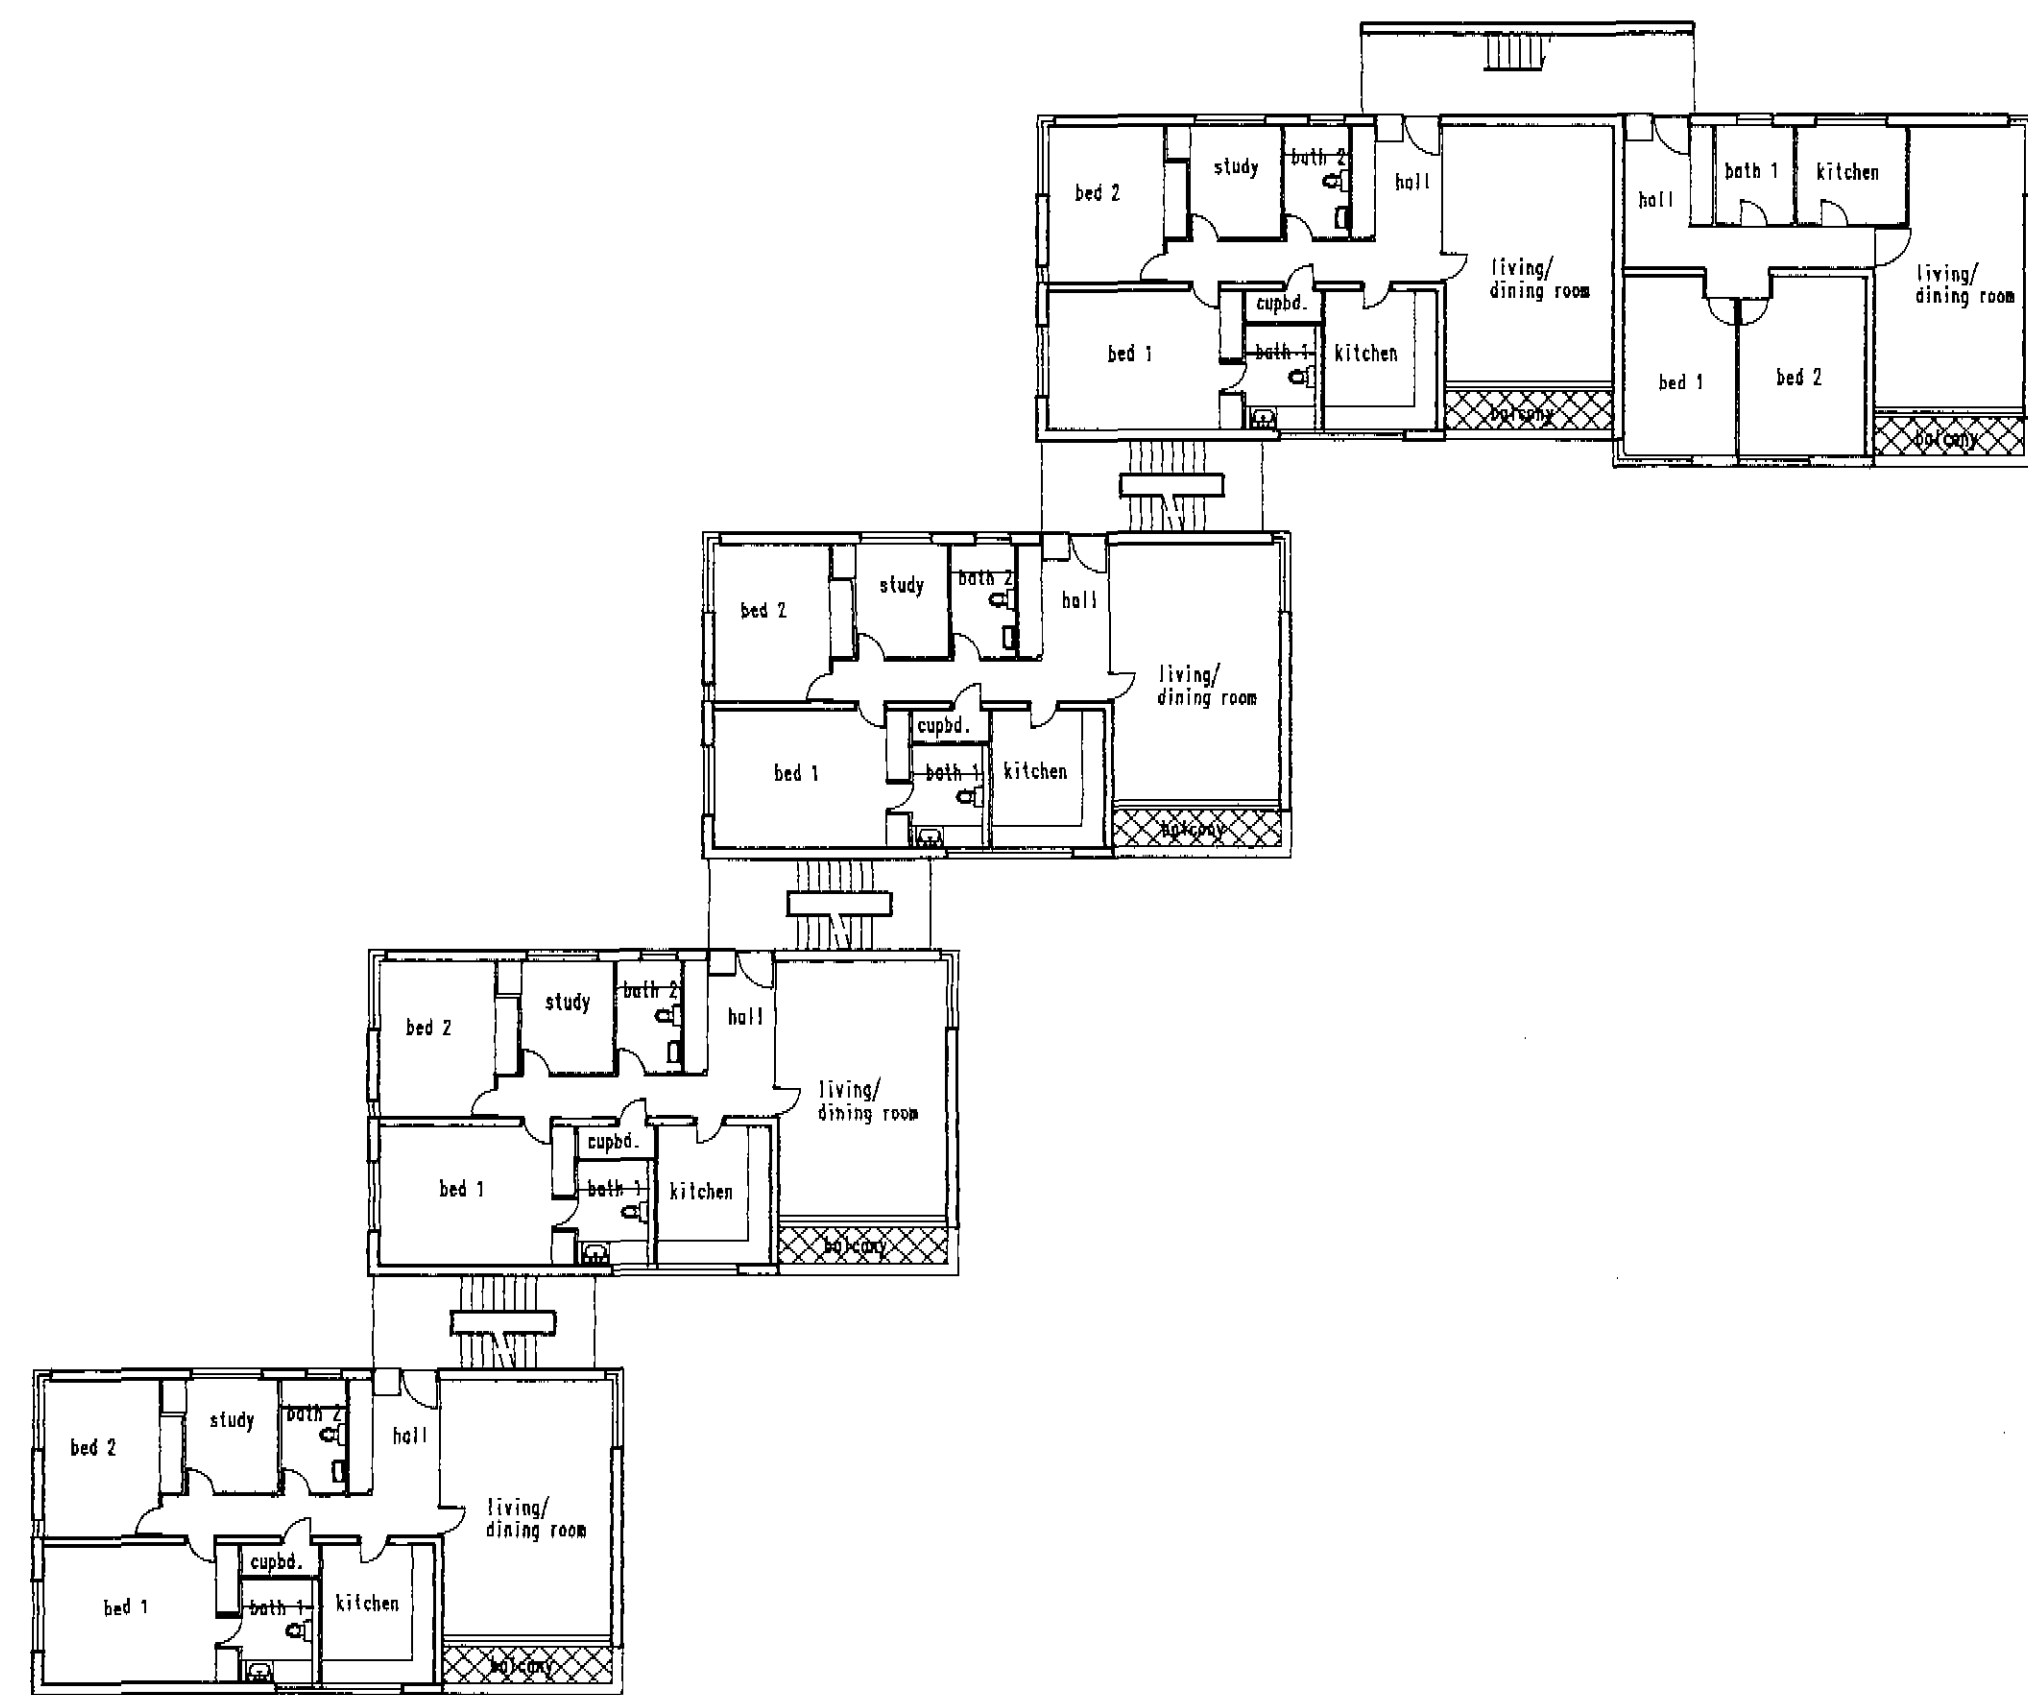 bed 2
study
bath 2
hall
living/
dining room
bed 1
cupbd.
bath 1
kitchen
balcony
hall
bath 1
kitchen
living/
dining room
bed 1
bed 2
balcony
bed 2
study
bath 2
hall
living/
dining room
bed 1
cupbd.
bath 1
kitchen
balcony
bed 2
study
bath 2
hall
living/
dining room
bed 1
cupbd.
bath 1
kitchen
balcony
bed 2
study
bath 2
hall
living/
dining room
bed 1
cupbd.
bath 1
kitchen
balcony